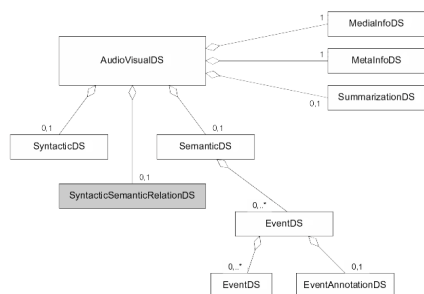 1
MediaInfoDS
AudioVisualDS
1
MetaInfoDS
SummarizationDS
0,1
0,1
0,1
SyntacticDS
SemanticDS
0,1
SyntacticSemanticRelationDS
0,..*
EventDS
0,..*
0,1
EventDS
EventAnnotationDS